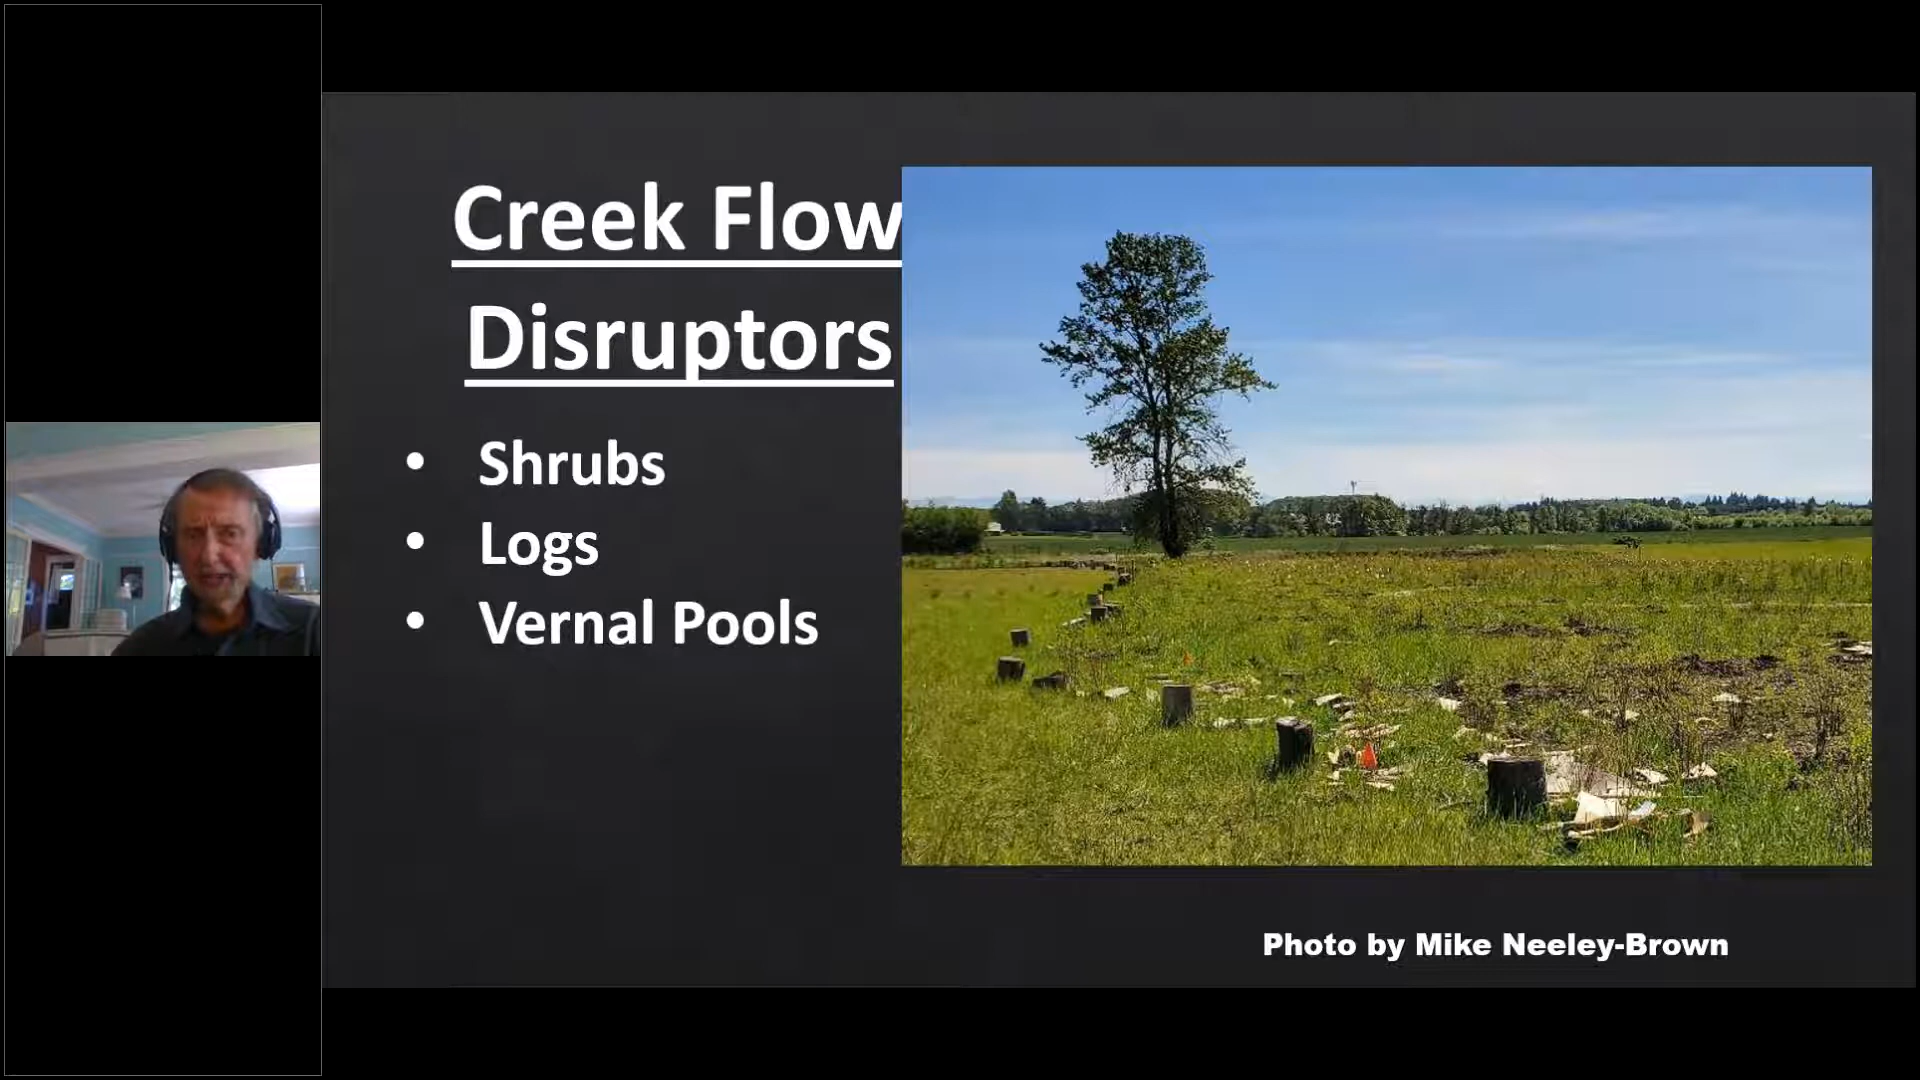 Creek Flow
Disruptors
• Shrubs
• Logs
• Vernal Pools
Photo by Mike Neeley-Brown